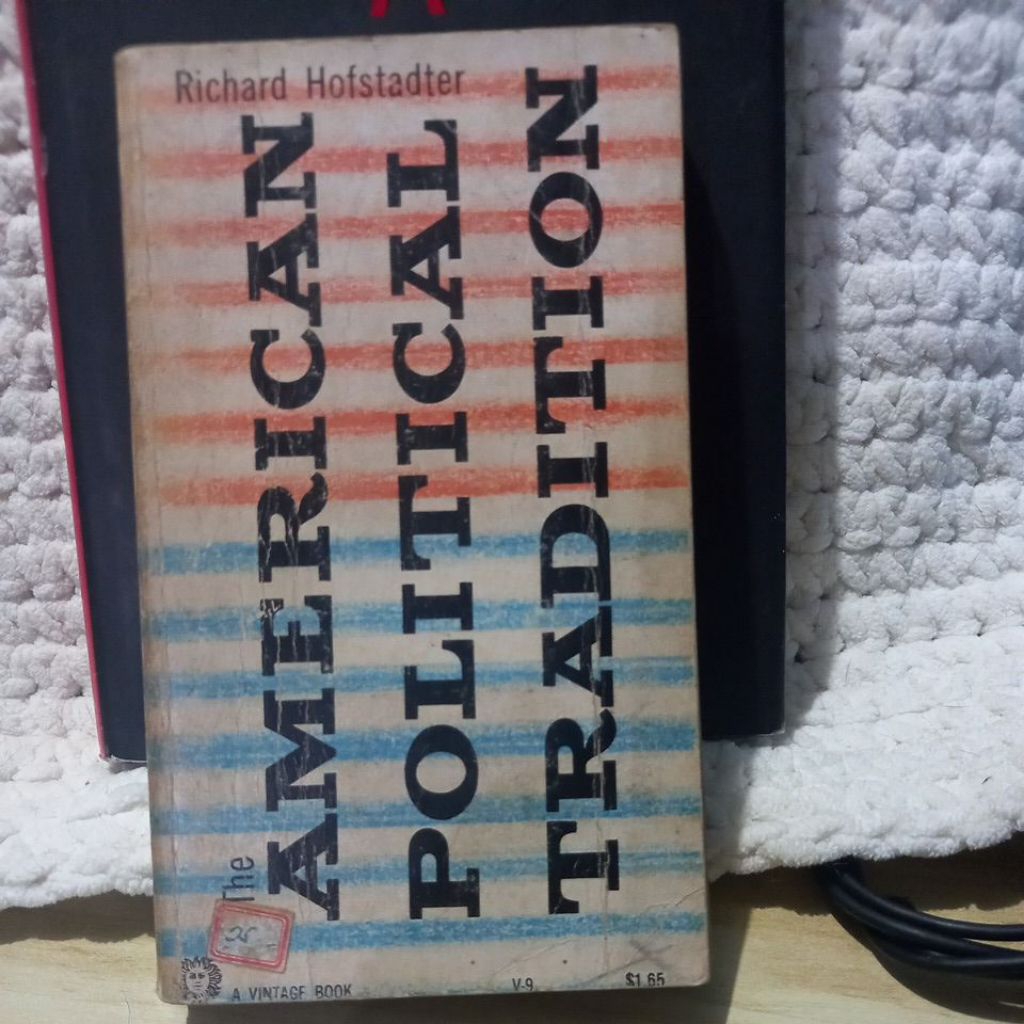 Richard Hofstadter
The
AMERICAN
POLITICAL
TRADITION
A VINTAGE BOOK
V-9
$1.65